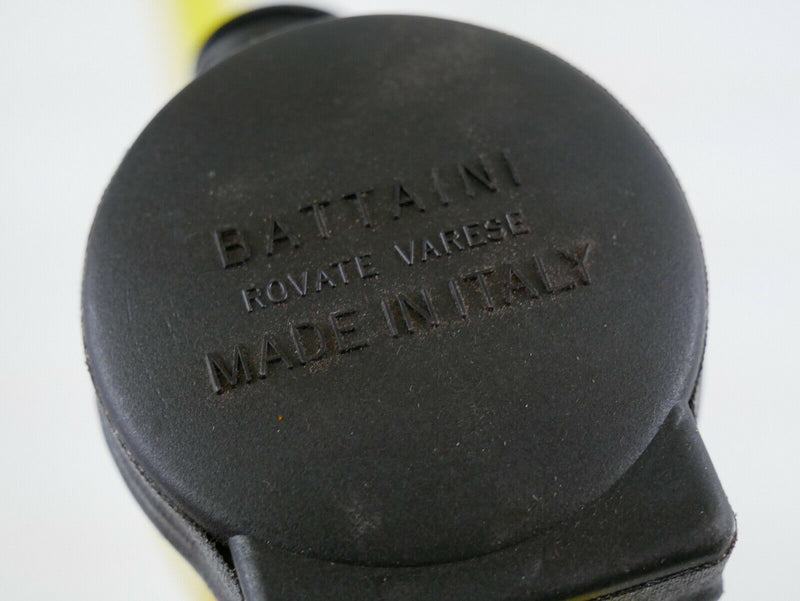 BATTAINI
ROVATE VARESE
MADE IN ITALY